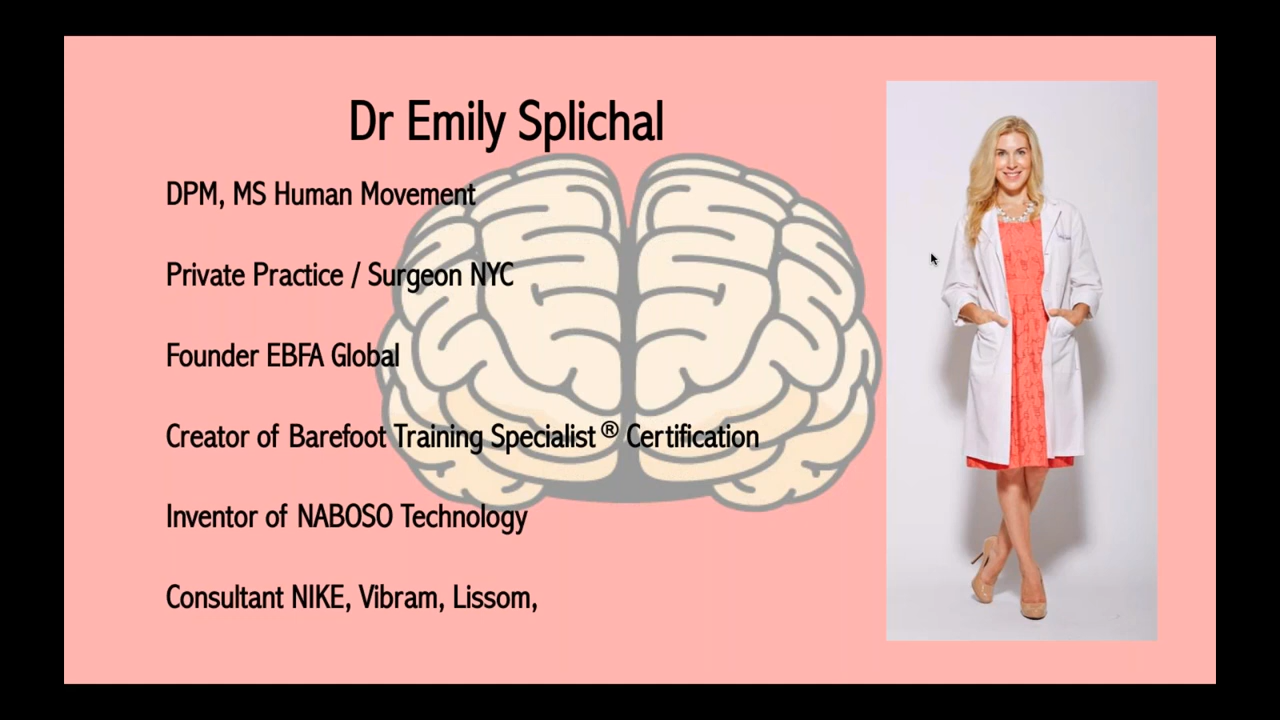 Dr Emily Splichal
DPM, MS Human Movement
Private Practice / Surgeon NYC
Founder EBFA Global
Creator of Barefoot Training Specialist® Certification
Inventor of NABOSO Technology
Consultant NIKE, Vibram, Lissom,